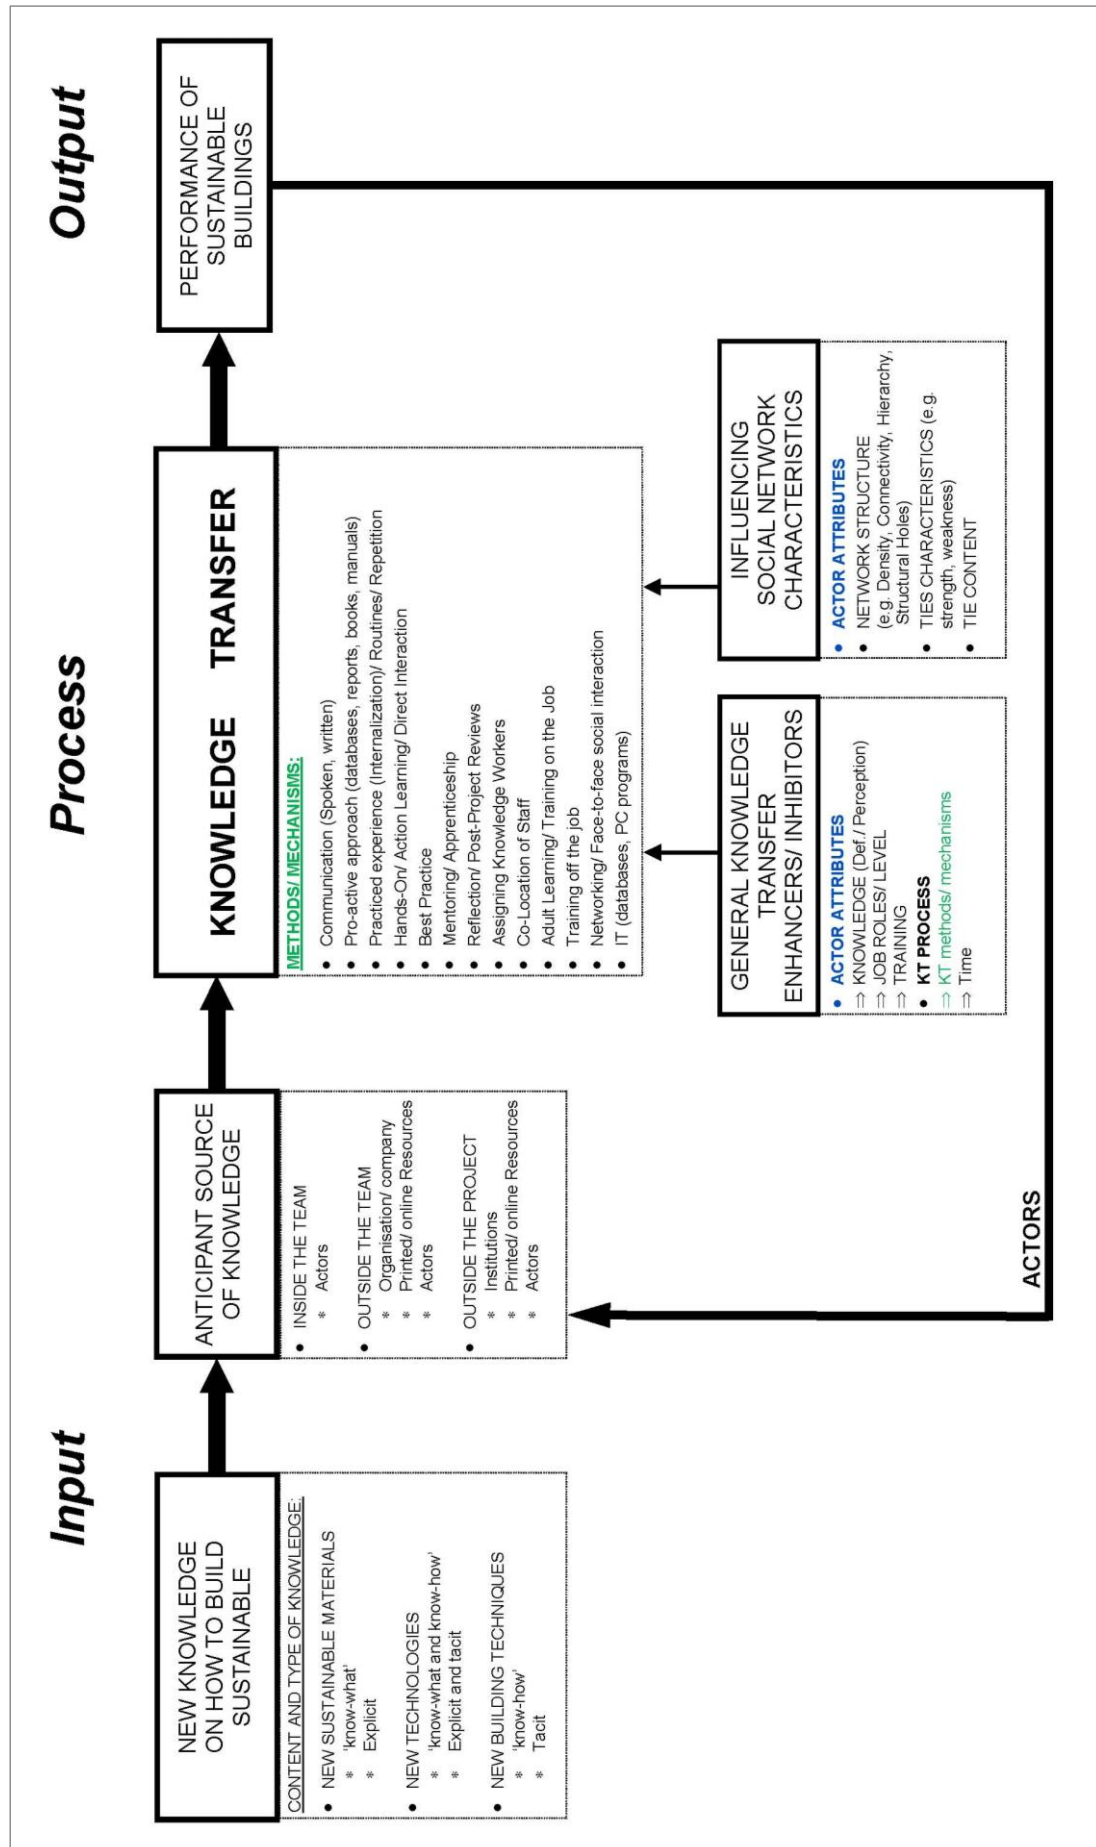 Input
Process
Output
NEW KNOWLEDGE
ON HOW TO BUILD
SUSTAINABLE
CONTENT AND TYPE OF KNOWLEDGE:
● NEW SUSTAINABLE MATERIALS
* ‘know-what’
* Explicit
● NEW TECHNOLOGIES
* ‘know-what and know-how’
* Explicit and tacit
● NEW BUILDING TECHNIQUES
* ‘know-how’
* Tacit
ANTICIPANT SOURCE
OF KNOWLEDGE
● INSIDE THE TEAM
* Actors
● OUTSIDE THE TEAM
* Organisation/ company
* Printed/ online Resources
* Actors
● OUTSIDE THE PROJECT
* Institutions
* Printed/ online Resources
* Actors
KNOWLEDGE TRANSFER
METHODS/ MECHANISMS:
● Communication (Spoken, written)
● Pro-active approach (databases, reports, books, manuals)
● Practiced experience (Internalization)/ Routines/ Repetition
● Hands-On/ Action Learning/ Direct Interaction
● Best Practice
● Mentoring/ Apprenticeship
● Reflection/ Post-Project Reviews
● Assigning Knowledge Workers
● Co-Location of Staff
● Adult Learning/ Training on the Job
● Training off the job
● Networking/ Face-to-face social interaction
● IT (databases, PC programs)
PERFORMANCE OF
SUSTAINABLE
BUILDINGS
GENERAL KNOWLEDGE
TRANSFER
ENHANCERS/ INHIBITORS
● ACTOR ATTRIBUTES
⇒ KNOWLEDGE (Def./ Perception)
⇒ JOB ROLES/ LEVEL
⇒ TRAINING
● KT PROCESS
⇒ KT methods/ mechanisms
⇒ Time
INFLUENCING
SOCIAL NETWORK
CHARACTERISTICS
● ACTOR ATTRIBUTES
● NETWORK STRUCTURE
(e.g. Density, Connectivity, Hierarchy,
Structural Holes)
● TIES CHARACTERISTICS (e.g.
strength, weakness)
● TIE CONTENT
ACTORS